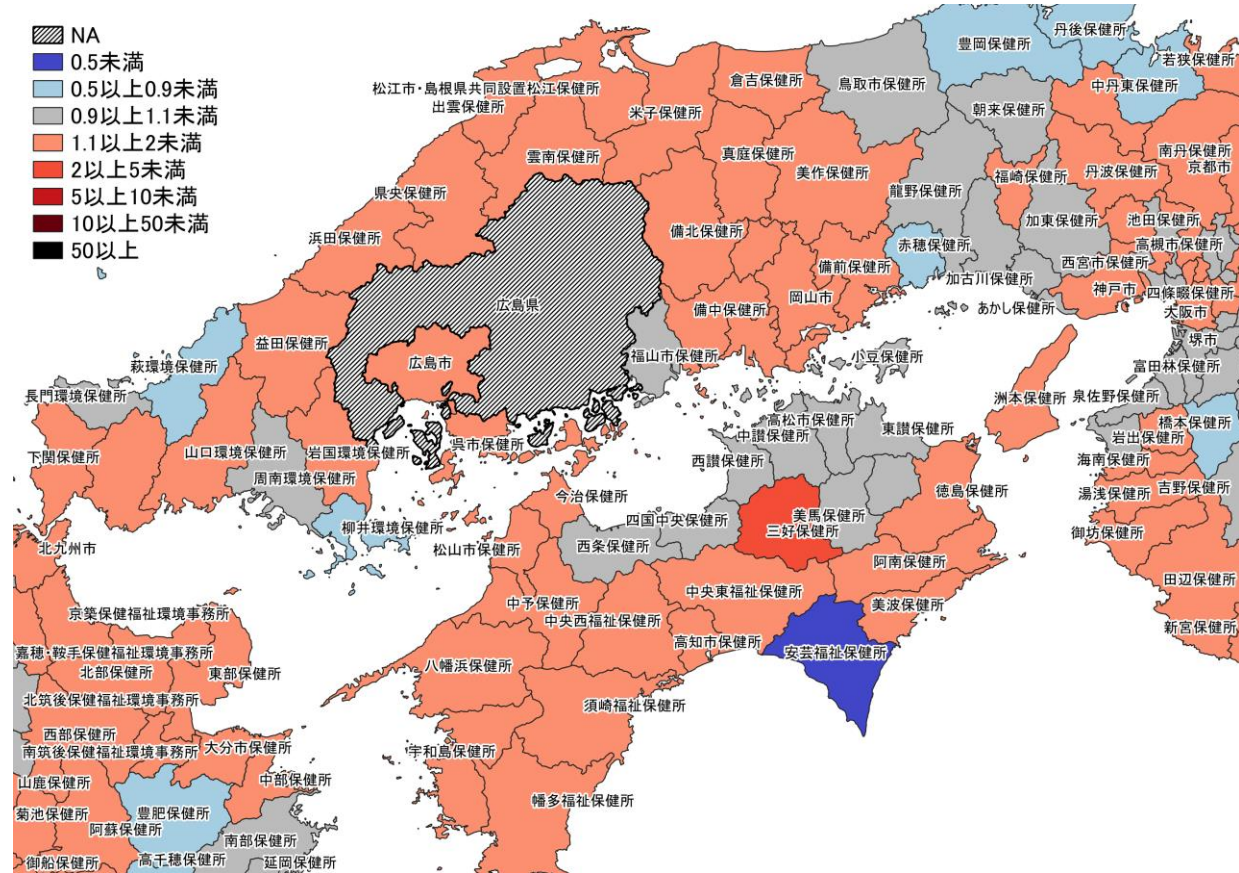 NA
0.5未満
0.5以上0.9未満
0.9以上1.1未満
1.1以上2未満
2以上5未満
5以上10未満
10以上50未満
50以上
豊岡保健所
丹後保健所
若狭保健所
中丹東保健所
鳥取市保健所
倉吉保健所
松江市・島根県共同設置松江保健所
出雲保健所
米子保健所
朝来保健所
雲南保健所
真庭保健所
美作保健所
南丹保健所
京都市
福崎保健所
丹波保健所
県央保健所
龍野保健所
加東保健所
池田保健所
浜田保健所
備北保健所
赤穂保健所
高槻市保健所
西宮市保健所
備前保健所
加古川保健所
神戸市
四條畷保健所
広島県
岡山市
備中保健所
あかし保健所
大阪市
益田保健所
広島市
福山市保健所
小豆保健所
堺市
萩環境保健所
富田林保健所
長門環境保健所
洲本保健所
泉佐野保健所
高松市保健所
橋本保健所
中讃保健所
東讃保健所
岩出保健所
呉市保健所
山口環境保健所
岩国環境保健所
下関保健所
西讃保健所
海南保健所
周南環境保健所
吉野保健所
湯浅保健所
今治保健所
徳島保健所
四国中央保健所
美馬保健所
柳井環境保健所
三好保健所
御坊保健所
北九州市
松山市保健所
西条保健所
阿南保健所
田辺保健所
中央東福祉保健所
中予保健所
美波保健所
京築保健福祉環境事務所
中央西福祉保健所
新宮保健所
高知市保健所
嘉穂・鞍手保健福祉環境事務所
安芸福祉保健所
北部保健所
東部保健所
八幡浜保健所
北筑後保健福祉環境事務所
須崎福祉保健所
西部保健所
南筑後保健福祉環境事務所
大分市保健所
宇和島保健所
山鹿保健所
中部保健所
幡多福祉保健所
菊池保健所
豊肥保健所
阿蘇保健所
南部保健所
御船保健所
高千穂保健所
延岡保健所